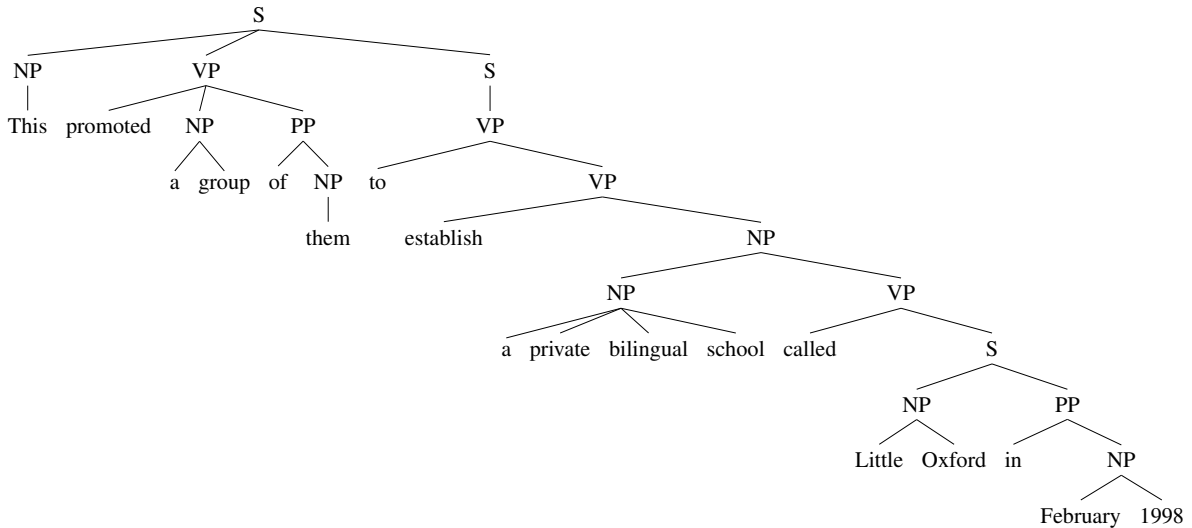 S
NP VP S
This promoted NP PP VP
a group of NP to VP
them establish NP
NP VP
a private bilingual school called S
NP PP
Little Oxford in NP
February 1998